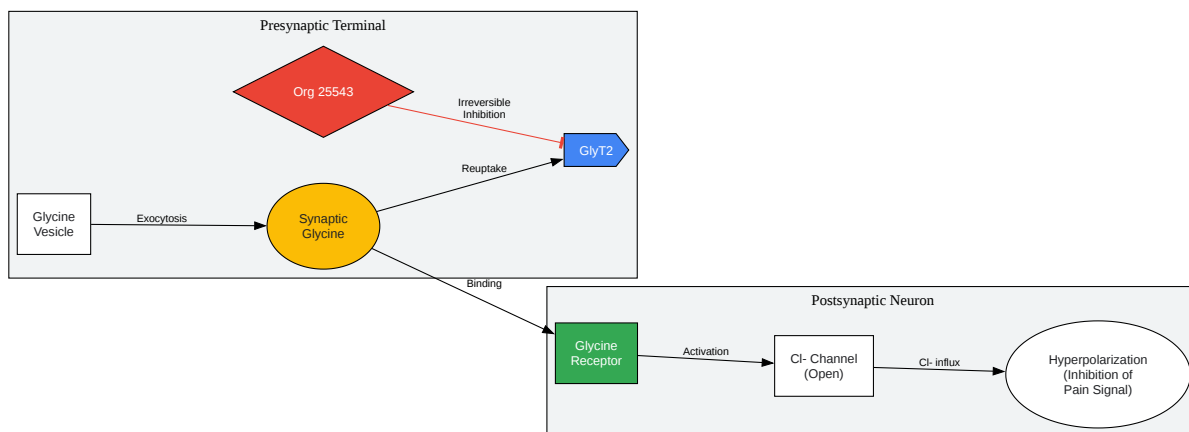 Presynaptic Terminal
Org 25543
Irreversible
Inhibition
GlyT2
Reuptake
Glycine
Vesicle
Exocytosis
Synaptic
Glycine
Binding
Postsynaptic Neuron
Glycine
Receptor
Activation
Cl- Channel
(Open)
Cl- influx
Hyperpolarization
(Inhibition of
Pain Signal)